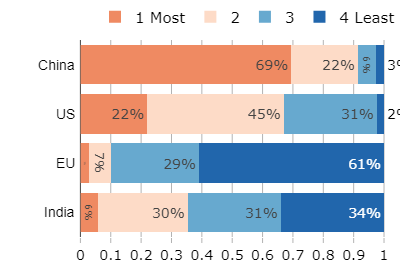 1 Most 2 3 4 Least
China 69% 22% 6% 3%
US 22% 45% 31% 2%
EU 7% 29% 61%
India 6% 30% 31% 34%
0 0.1 0.2 0.3 0.4 0.5 0.6 0.7 0.8 0.9 1